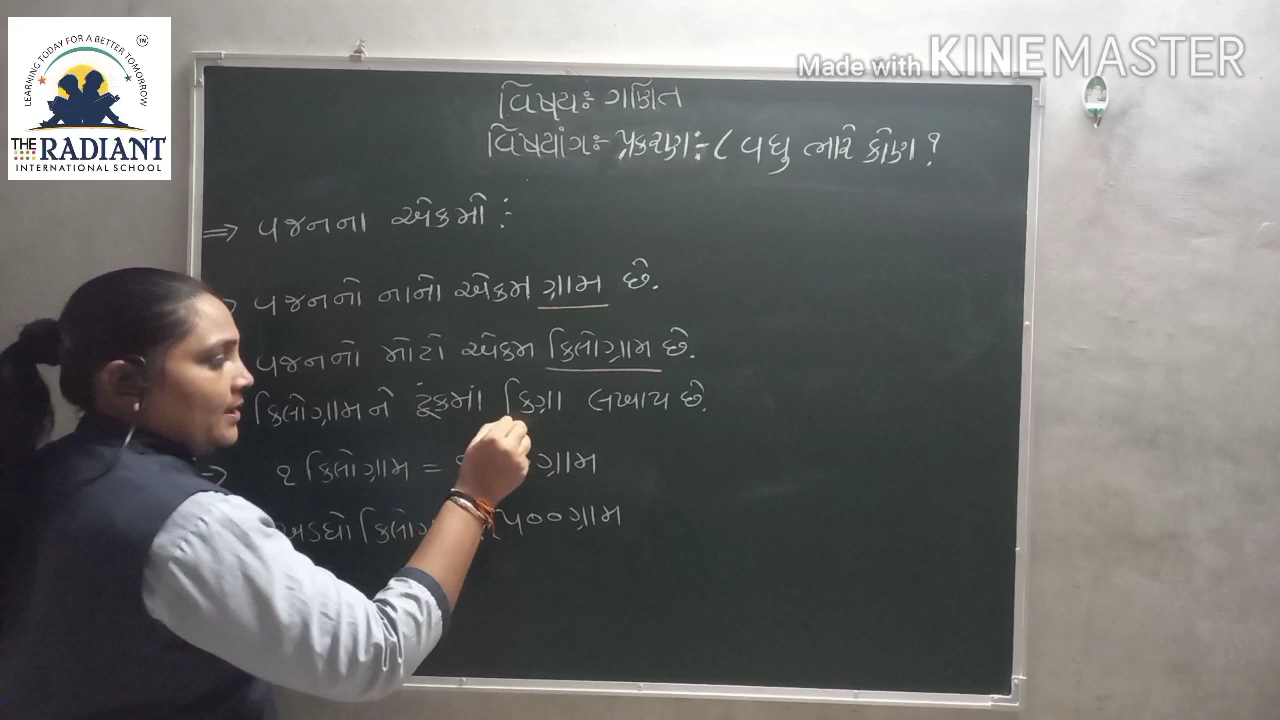 LEARNING TODAY FOR A BETTER TOMORROW
THE RADIANT
INTERNATIONAL SCHOOL
Made with KINEMASTER
વિષયઃ ગણિત
વિષયાંગઃ- પ્રકરણઃ- ૮ વધુ ભારે કોણ ?
⇒ વજનના એકમો :-
વજનનો નાનો એકમ ગ્રામ છે.
વજનનો મોટો એકમ કિલોગ્રામ છે.
કિલોગ્રામને ટૂંકમાં કિગ્રા લખાય છે.
૧ કિલોગ્રામ = ગ્રામ
અડધો ૫૦૦ ગ્રામ